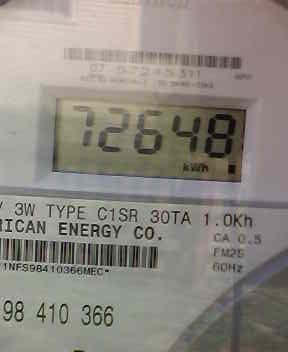 72648
kWh
V 3W TYPE C1SR 30TA 1.0Kh
RICAN ENERGY CO. CA 0.5
FM2S
60Hz
1NFS98410366MEC*
98 410 366